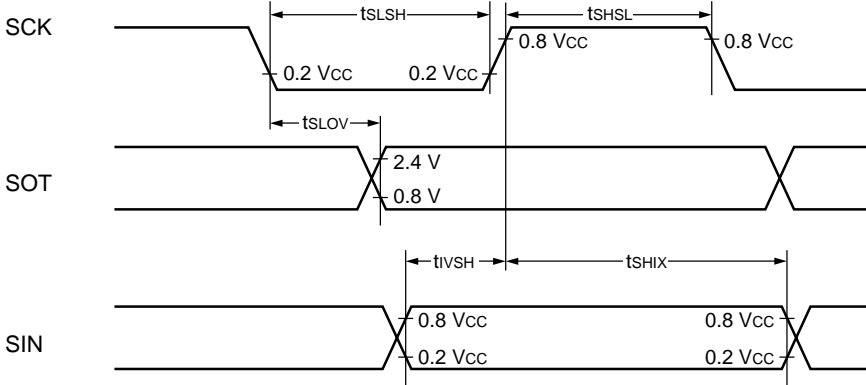 tSLSH tSHSL
SCK
0.8 VCC 0.8 VCC
0.2 VCC 0.2 VCC
tSLOV
2.4 V
SOT
0.8 V
tIVSH tSHIX
0.8 VCC 0.8 VCC
SIN
0.2 VCC 0.2 VCC